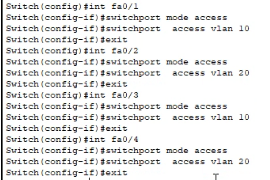 Switch(config)#int fa0/1
Switch(config-if)#switchport mode access
Switch(config-if)#switchport  access vlan 10
Switch(config-if)#exit
Switch(config)#int fa0/2
Switch(config-if)#switchport mode access
Switch(config-if)#switchport  access vlan 20
Switch(config-if)#exit
Switch(config)#int fa0/3
Switch(config-if)#switchport mode access
Switch(config-if)#switchport  access vlan 10
Switch(config-if)#exit
Switch(config)#int fa0/4
Switch(config-if)#switchport mode access
Switch(config-if)#switchport  access vlan 20
Switch(config-if)#exit